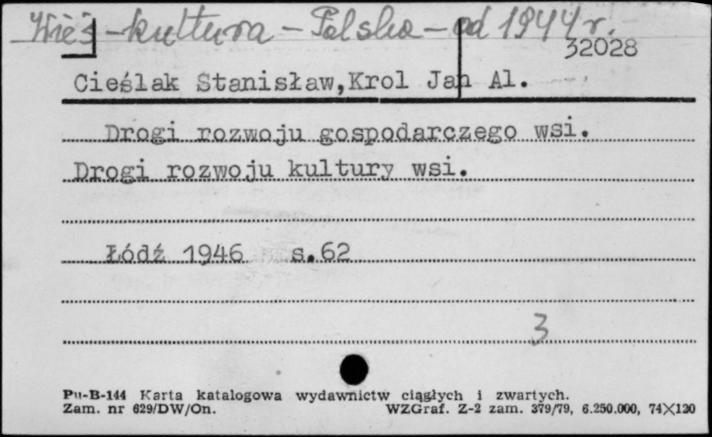 Wieś - kultura - Polska - od 1944 r.
32028
Cieślak Stanisław,Krol Jan Al.
Drogi rozwoju gospodarczego wsi.
Drogi rozwoju kultury wsi.
Łódź 1946 s.62
3
Pu-B-144 Karta katalogowa wydawnictw ciągłych i zwartych.
Zam. nr 629/DW/On. WZGraf. Z-2 zam. 379/79, 6.250.000, 74×120